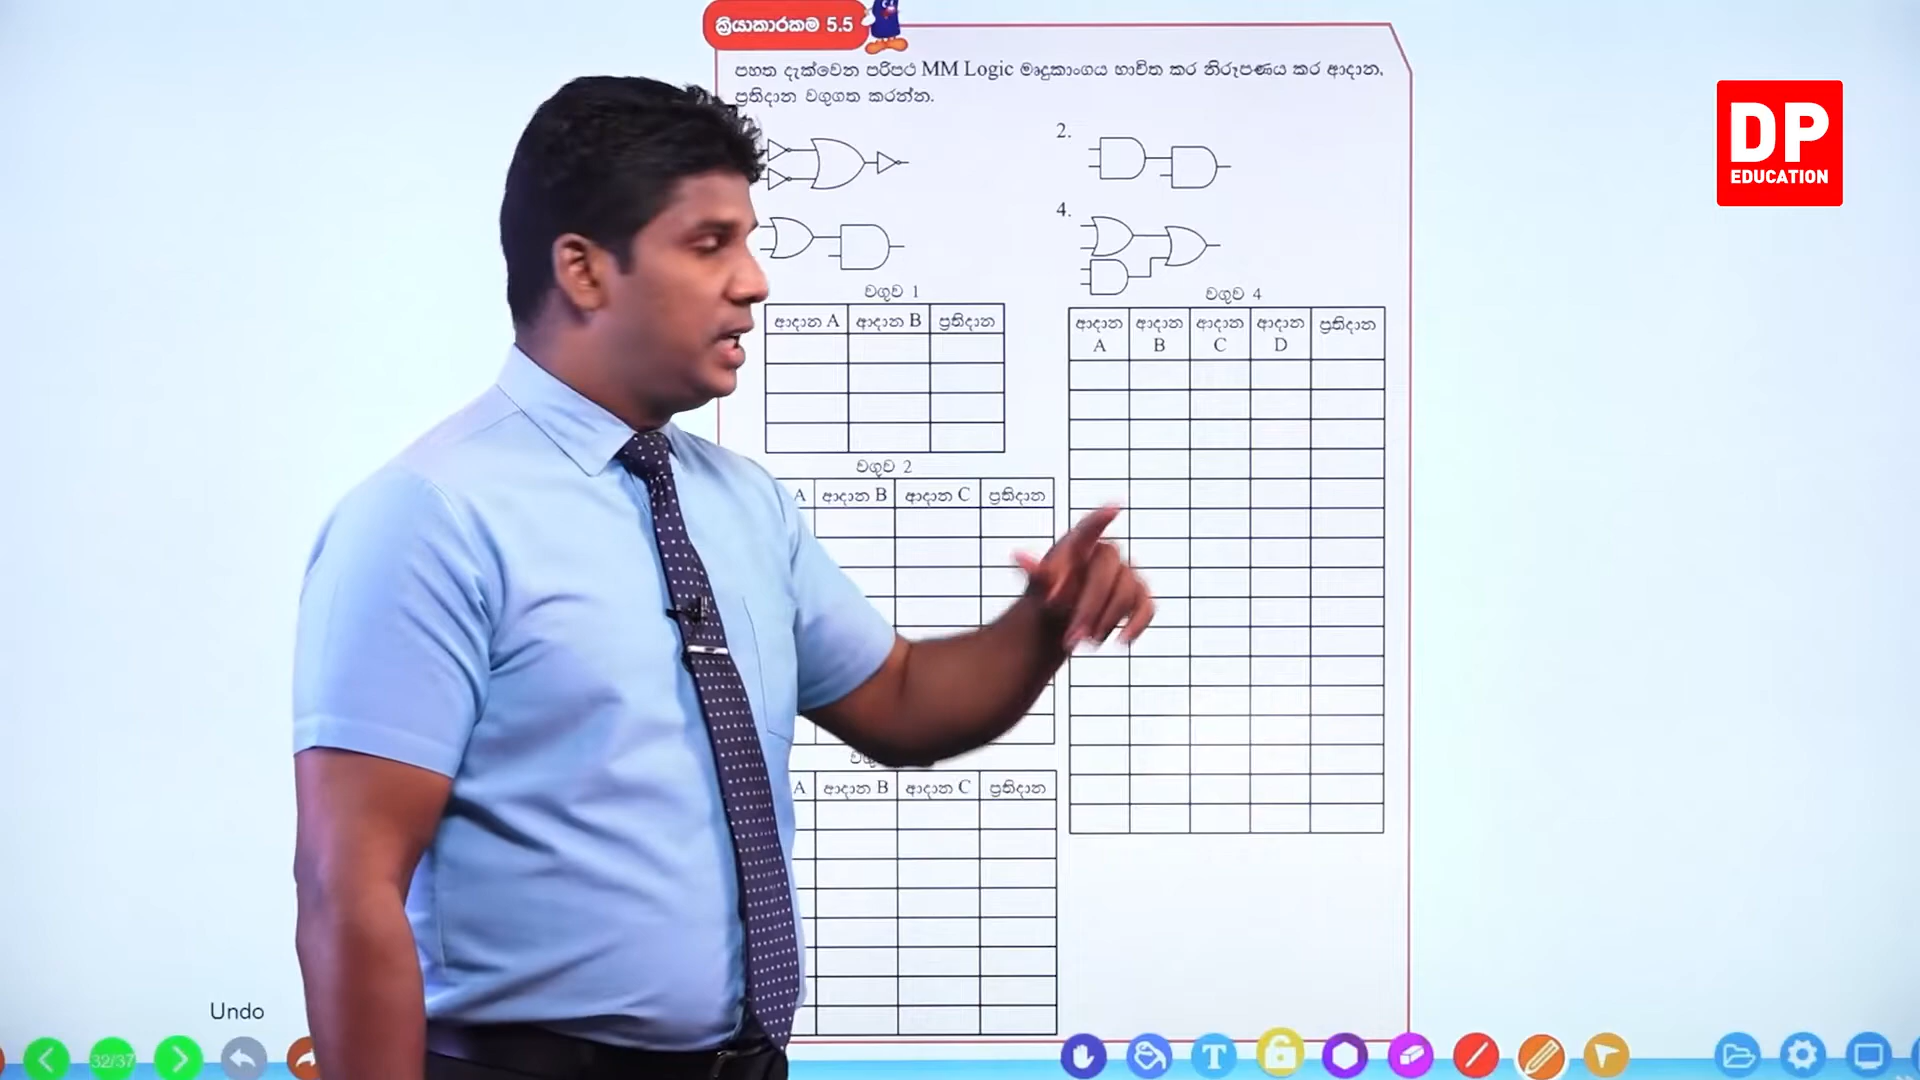 ක්‍රියාකාරකම 5.5
පහත දැක්වෙන පරිපථ MM Logic මෘදුකාංගය භාවිත කර නිරූපණය කර ආදාන,
ප්‍රතිදාන වගුගත කරන්න.
2.
4.
වගුව 1
ආදාන A ආදාන B ප්‍රතිදාන
වගුව 2
A ආදාන B ආදාන C ප්‍රතිදාන
A ආදාන B ආදාන C ප්‍රතිදාන
වගුව 4
ආදාන A ආදාන B ආදාන C ආදාන D ප්‍රතිදාන
DP
EDUCATION
Undo
32/37
T